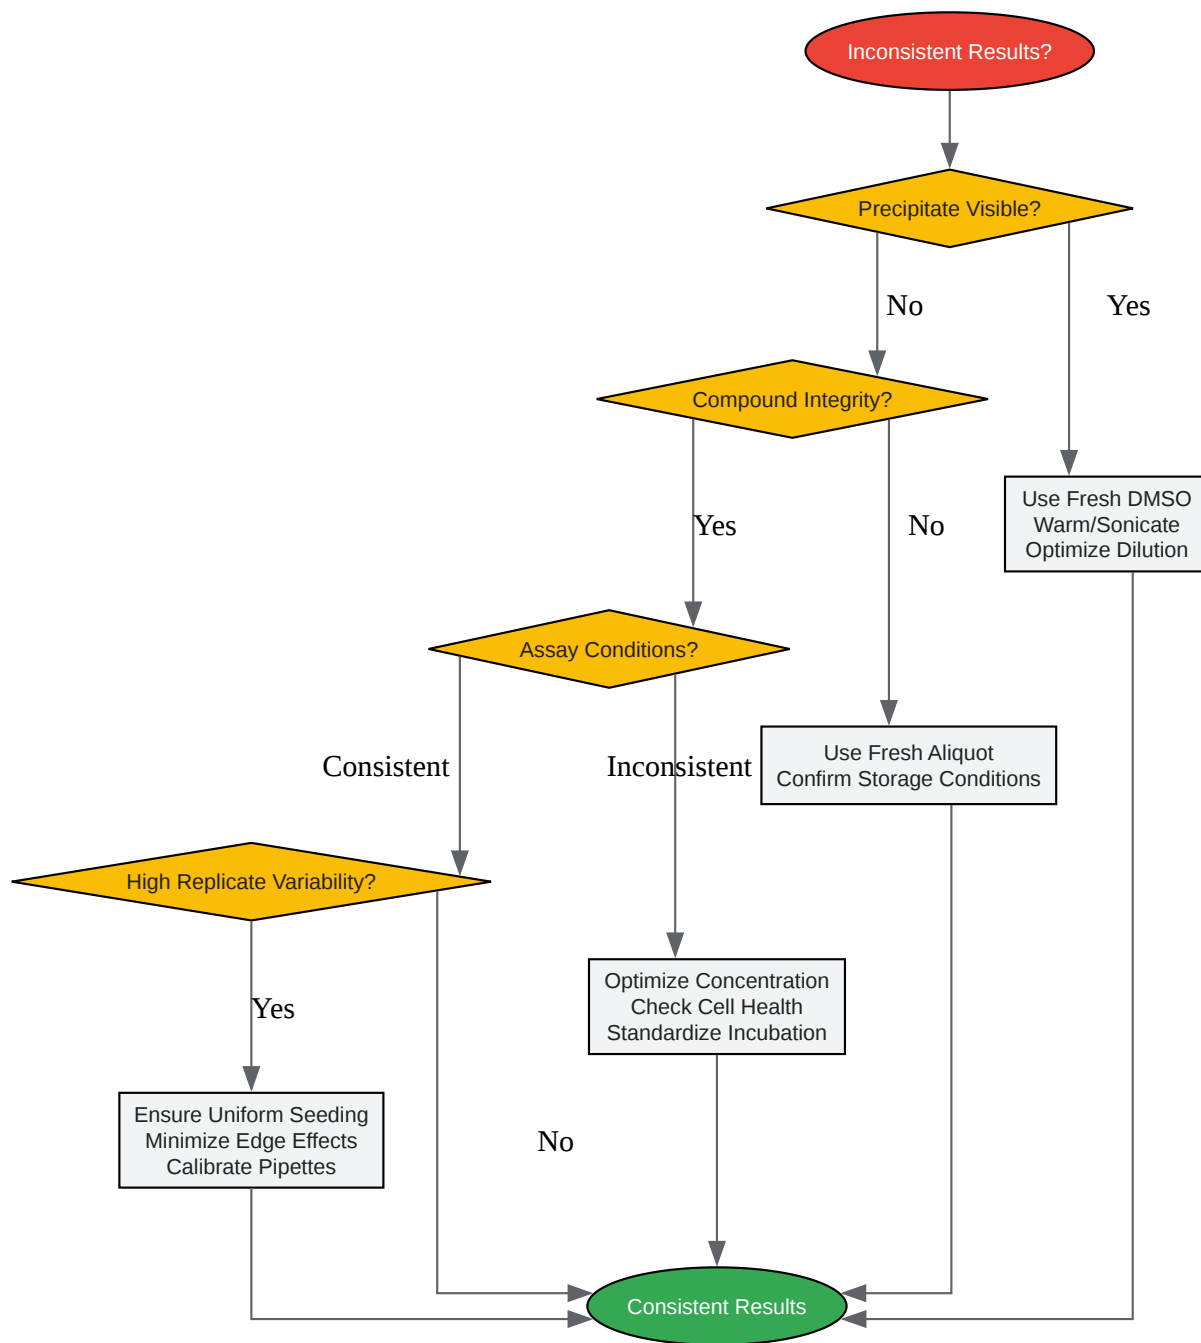 Inconsistent Results?
Precipitate Visible?
No
Yes
Compound Integrity?
Use Fresh DMSO
Warm/Sonicate
Optimize Dilution
Yes
No
Assay Conditions?
Consistent
Inconsistent
Use Fresh Aliquot
Confirm Storage Conditions
High Replicate Variability?
Optimize Concentration
Check Cell Health
Standardize Incubation
Yes
Ensure Uniform Seeding
Minimize Edge Effects
Calibrate Pipettes
No
Consistent Results